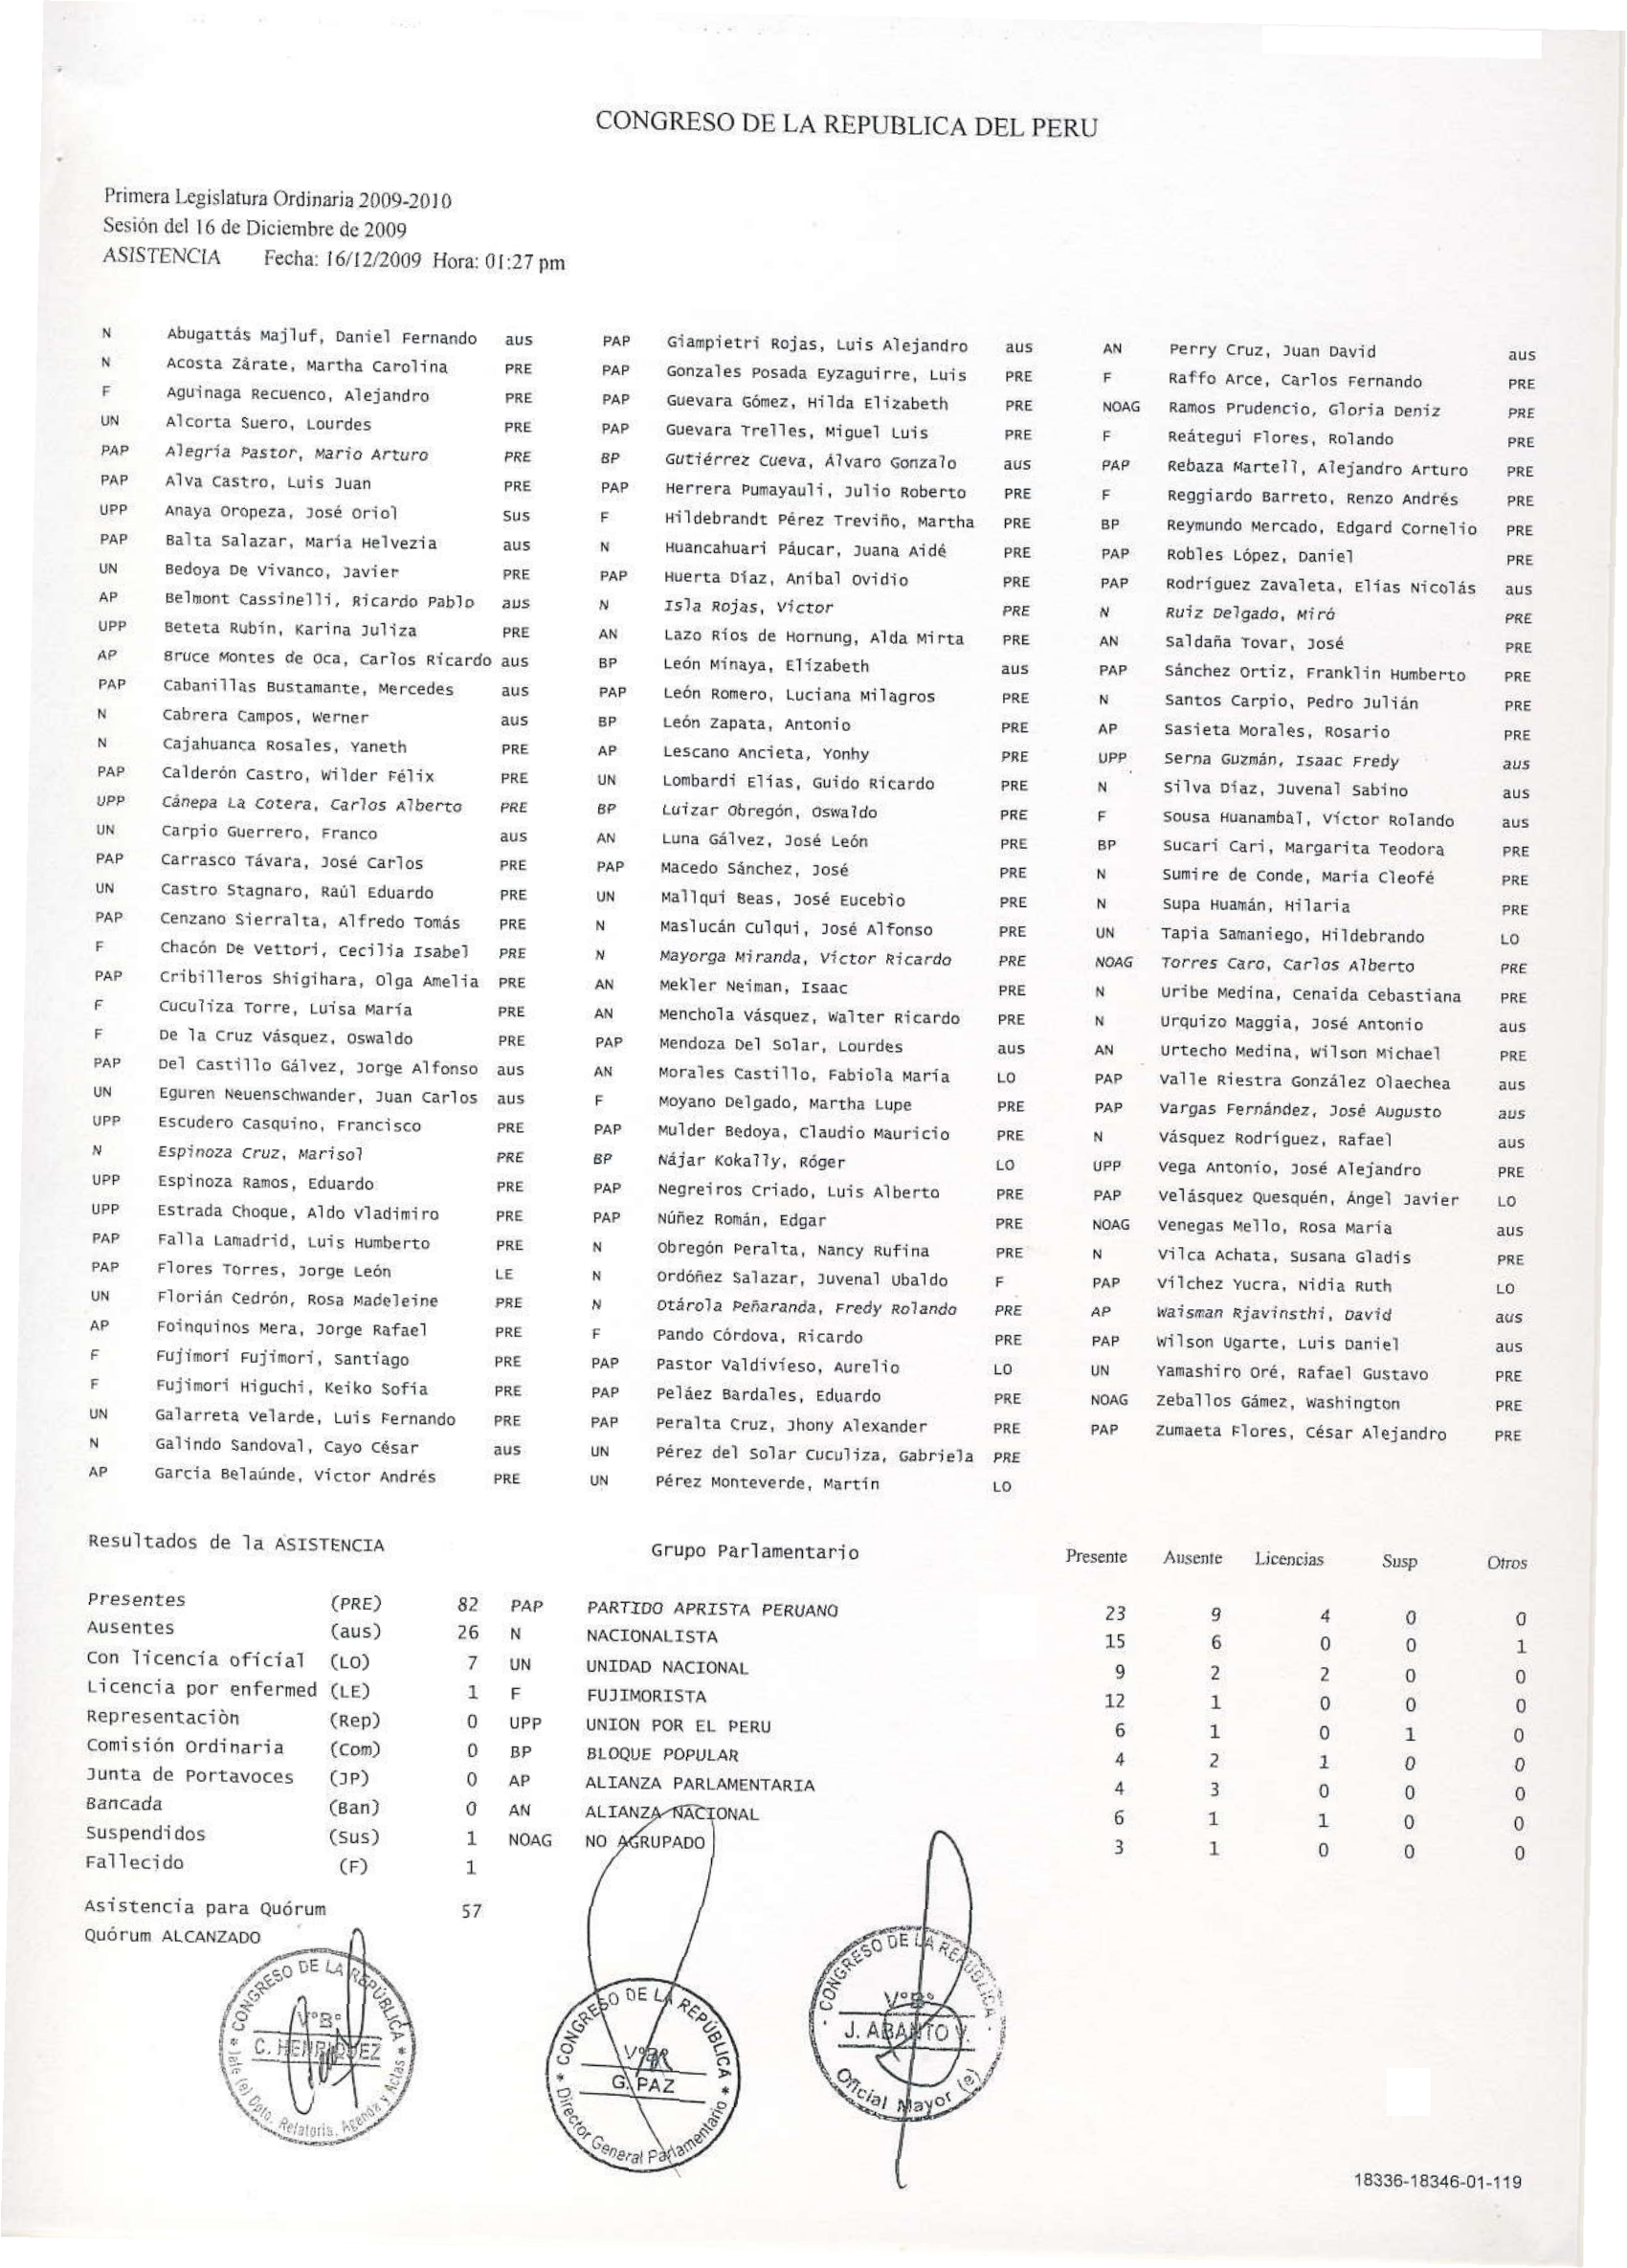 CONGRESO DE LA REPUBLICA DEL PERU
Primera Legislatura Ordinaria 2009-2010
Sesión del 16 de Diciembre de 2009
ASISTENCIA Fecha: 16/12/2009 Hora: 01:27 pm
N Abugattás Majluf, Daniel Fernando aus
N Acosta Zárate, Martha Carolina PRE
F Aguinaga Recuenco, Alejandro PRE
UN Alcorta Suero, Lourdes PRE
PAP Alegría Pastor, Mario Arturo PRE
PAP Alva Castro, Luis Juan PRE
UPP Anaya Oropeza, José Oriol Sus
PAP Balta Salazar, María Helvezia aus
UN Bedoya De Vivanco, Javier PRE
AP Belmont Cassinelli, Ricardo Pablo aus
UPP Beteta Rubín, Karina Juliza PRE
AP Bruce Montes de Oca, Carlos Ricardo aus
PAP Cabanillas Bustamante, Mercedes aus
N Cabrera Campos, Werner aus
N Cajahuanca Rosales, Yaneth PRE
PAP Calderón Castro, Wilder Félix PRE
UPP Cánepa La Cotera, Carlos Alberto PRE
UN Carpio Guerrero, Franco aus
PAP Carrasco Távara, José Carlos PRE
UN Castro Stagnaro, Raúl Eduardo PRE
PAP Cenzano Sierralta, Alfredo Tomás PRE
F Chacón De Vettori, Cecilia Isabel PRE
PAP Cribilleros Shigihara, Olga Amelia PRE
F Cuculiza Torre, Luisa María PRE
F De la Cruz Vásquez, Oswaldo PRE
PAP Del Castillo Gálvez, Jorge Alfonso aus
UN Eguren Neuenschwander, Juan Carlos aus
UPP Escudero Casquino, Francisco PRE
N Espinoza Cruz, Marisol PRE
UPP Espinoza Ramos, Eduardo PRE
UPP Estrada Choque, Aldo Vladimiro PRE
PAP Falla Lamadrid, Luis Humberto PRE
PAP Flores Torres, Jorge León LE
UN Florián Cedrón, Rosa Madeleine PRE
AP Foinquinos Mera, Jorge Rafael PRE
F Fujimori Fujimori, Santiago PRE
F Fujimori Higuchi, Keiko Sofía PRE
UN Galarreta Velarde, Luis Fernando PRE
N Galindo Sandoval, Cayo César aus
AP García Belaúnde, Víctor Andrés PRE
PAP Giampietri Rojas, Luis Alejandro aus
PAP Gonzales Posada Eyzaguirre, Luis PRE
PAP Guevara Gómez, Hilda Elizabeth PRE
PAP Guevara Trelles, Miguel Luis PRE
BP Gutiérrez Cueva, Álvaro Gonzalo aus
PAP Herrera Pumayauli, Julio Roberto PRE
F Hildebrandt Pérez Treviño, Martha PRE
N Huancahuari Páucar, Juana Aidé PRE
PAP Huerta Díaz, Aníbal Ovidio PRE
N Isla Rojas, Víctor PRE
AN Lazo Ríos de Hornung, Alda Mirta PRE
BP León Minaya, Elizabeth aus
PAP León Romero, Luciana Milagros PRE
BP León Zapata, Antonio PRE
AP Lescano Ancieta, Yonhy PRE
UN Lombardi Elías, Guido Ricardo PRE
BP Luizar Obregón, Oswaldo PRE
AN Luna Gálvez, José León PRE
PAP Macedo Sánchez, José PRE
UN Mallqui Beas, José Eucebio PRE
N Maslucán Culqui, José Alfonso PRE
N Mayorga Miranda, Víctor Ricardo PRE
AN Mekler Neiman, Isaac PRE
AN Menchola Vásquez, Walter Ricardo PRE
PAP Mendoza Del Solar, Lourdes aus
AN Morales Castillo, Fabiola María LO
F Moyano Delgado, Martha Lupe PRE
PAP Mulder Bedoya, Claudio Mauricio PRE
BP Nájar Kokally, Róger LO
PAP Negreiros Criado, Luis Alberto PRE
PAP Núñez Román, Edgar PRE
N Obregón Peralta, Nancy Rufina PRE
N Ordóñez Salazar, Juvenal Ubaldo F
N Otárola Peñaranda, Fredy Rolando PRE
F Pando Córdova, Ricardo PRE
PAP Pastor Valdivieso, Aurelio LO
PAP Peláez Bardales, Eduardo PRE
PAP Peralta Cruz, Jhony Alexander PRE
UN Pérez del Solar Cuculiza, Gabriela PRE
UN Pérez Monteverde, Martín LO
AN Perry Cruz, Juan David aus
F Raffo Arce, Carlos Fernando PRE
NOAG Ramos Prudencio, Gloria Deniz PRE
F Reátegui Flores, Rolando PRE
PAP Rebaza Martell, Alejandro Arturo PRE
F Reggiardo Barreto, Renzo Andrés PRE
BP Reymundo Mercado, Edgard Cornelio PRE
PAP Robles López, Daniel PRE
PAP Rodríguez Zavaleta, Elías Nicolás aus
N Ruiz Delgado, Miró PRE
AN Saldaña Tovar, José PRE
PAP Sánchez Ortiz, Franklin Humberto PRE
N Santos Carpio, Pedro Julián PRE
AP Sasieta Morales, Rosario PRE
UPP Serna Guzmán, Isaac Fredy aus
N Silva Díaz, Juvenal Sabino aus
F Sousa Huanambal, Víctor Rolando aus
BP Sucari Cari, Margarita Teodora PRE
N Sumire de Conde, María Cleofé PRE
N Supa Huamán, Hilaria PRE
UN Tapia Samaniego, Hildebrando LO
NOAG Torres Caro, Carlos Alberto PRE
N Uribe Medina, Cenaida Cebastiana PRE
N Urquizo Maggia, José Antonio aus
AN Urtecho Medina, Wilson Michael PRE
PAP Valle Riestra González Olaechea aus
PAP Vargas Fernández, José Augusto aus
N Vásquez Rodríguez, Rafael aus
UPP Vega Antonio, José Alejandro PRE
PAP Velásquez Quesquén, Ángel Javier LO
NOAG Venegas Mello, Rosa María aus
N Vilca Achata, Susana Gladis PRE
PAP Vílchez Yucra, Nidia Ruth LO
AP Waisman Rjavinsthi, David aus
PAP Wilson Ugarte, Luis Daniel aus
UN Yamashiro Oré, Rafael Gustavo PRE
NOAG Zeballos Gámez, Washington PRE
PAP Zumaeta Flores, César Alejandro PRE
Resultados de la ASISTENCIA
Presentes (PRE) 82
Ausentes (aus) 26
Con licencia oficial (LO) 7
Licencia por enfermed (LE) 1
Representaciòn (Rep) 0
Comisión Ordinaria (Com) 0
Junta de Portavoces (JP) 0
Bancada (Ban) 0
Suspendidos (Sus) 1
Fallecido (F) 1
Asistencia para Quórum 57
Quórum ALCANZADO
Grupo Parlamentario Presente Ausente Licencias Susp Otros
PAP PARTIDO APRISTA PERUANO 23 9 4 0 0
N NACIONALISTA 15 6 0 0 1
UN UNIDAD NACIONAL 9 2 2 0 0
F FUJIMORISTA 12 1 0 0 0
UPP UNION POR EL PERU 6 1 0 1 0
BP BLOQUE POPULAR 4 2 1 0 0
AP ALIANZA PARLAMENTARIA 4 3 0 0 0
AN ALIANZA NACIONAL 6 1 1 0 0
NOAG NO AGRUPADO 3 1 0 0 0
CONGRESO DE LA REPÚBLICA
V°B°
C. HENRIQUEZ
Jefe (e) Dpto. Relatoría, Agenda y Actas
CONGRESO DE LA REPÚBLICA
V°B°
G. PAZ
Director General Parlamentario
CONGRESO DE LA REPÚBLICA
V°B°
J. ABANTO V.
Oficial Mayor (e)
18336-18346-01-119